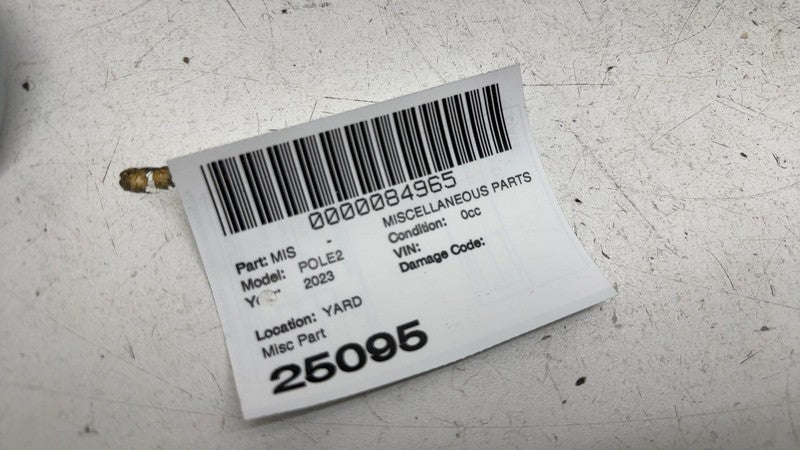 0000084965
Part: MIS - MISCELLANEOUS PARTS
Model: POLE2 Condition: 0cc
2023 VIN:
Damage Code:
Location: YARD
Misc Part
25095